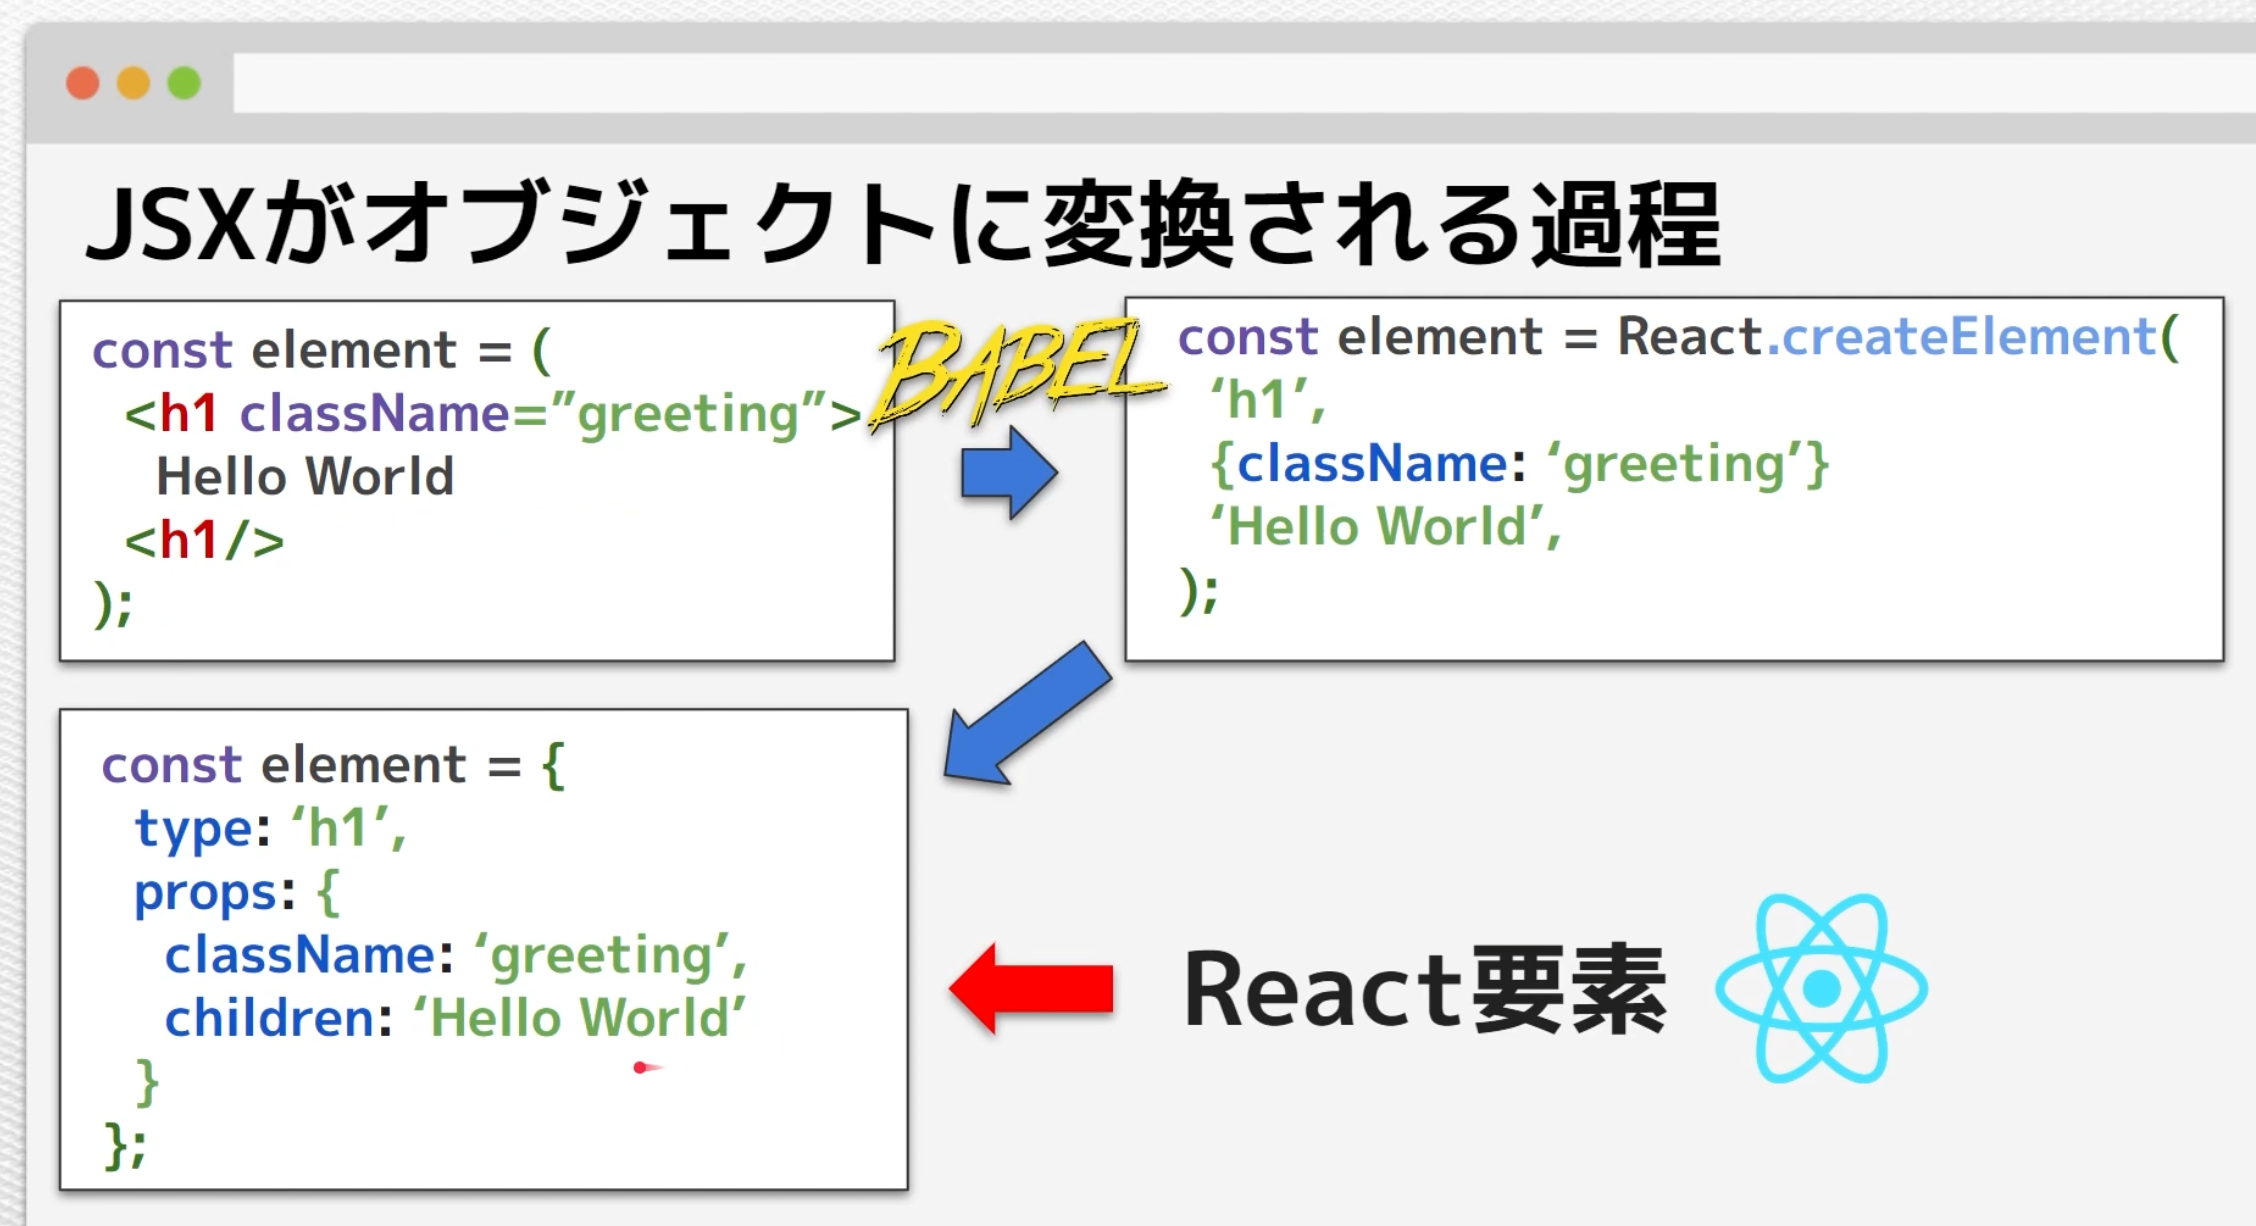 JSXがオブジェクトに変換される過程
const element = (
<h1 className=”greeting”>
Hello World
<h1/>
);
BABEL
const element = React.createElement(
‘h1’,
{className: ‘greeting’}
‘Hello World’,
);
const element = {
type: ‘h1’,
props: {
className: ‘greeting’,
children: ‘Hello World’
}
};
React要素